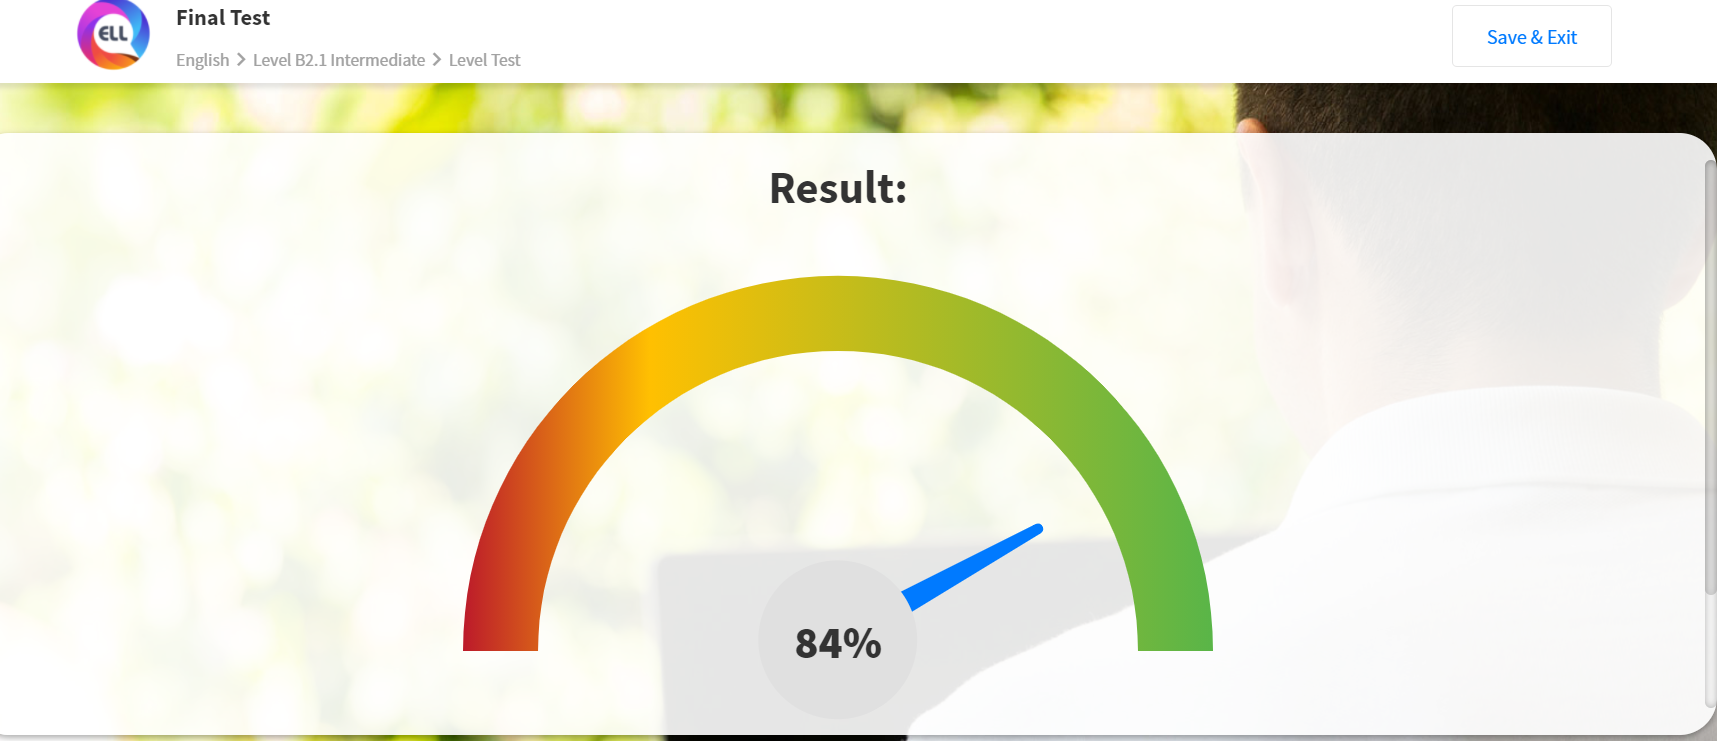 ELL
Final Test
English > Level B2.1 Intermediate > Level Test
Save & Exit
Result:
84%